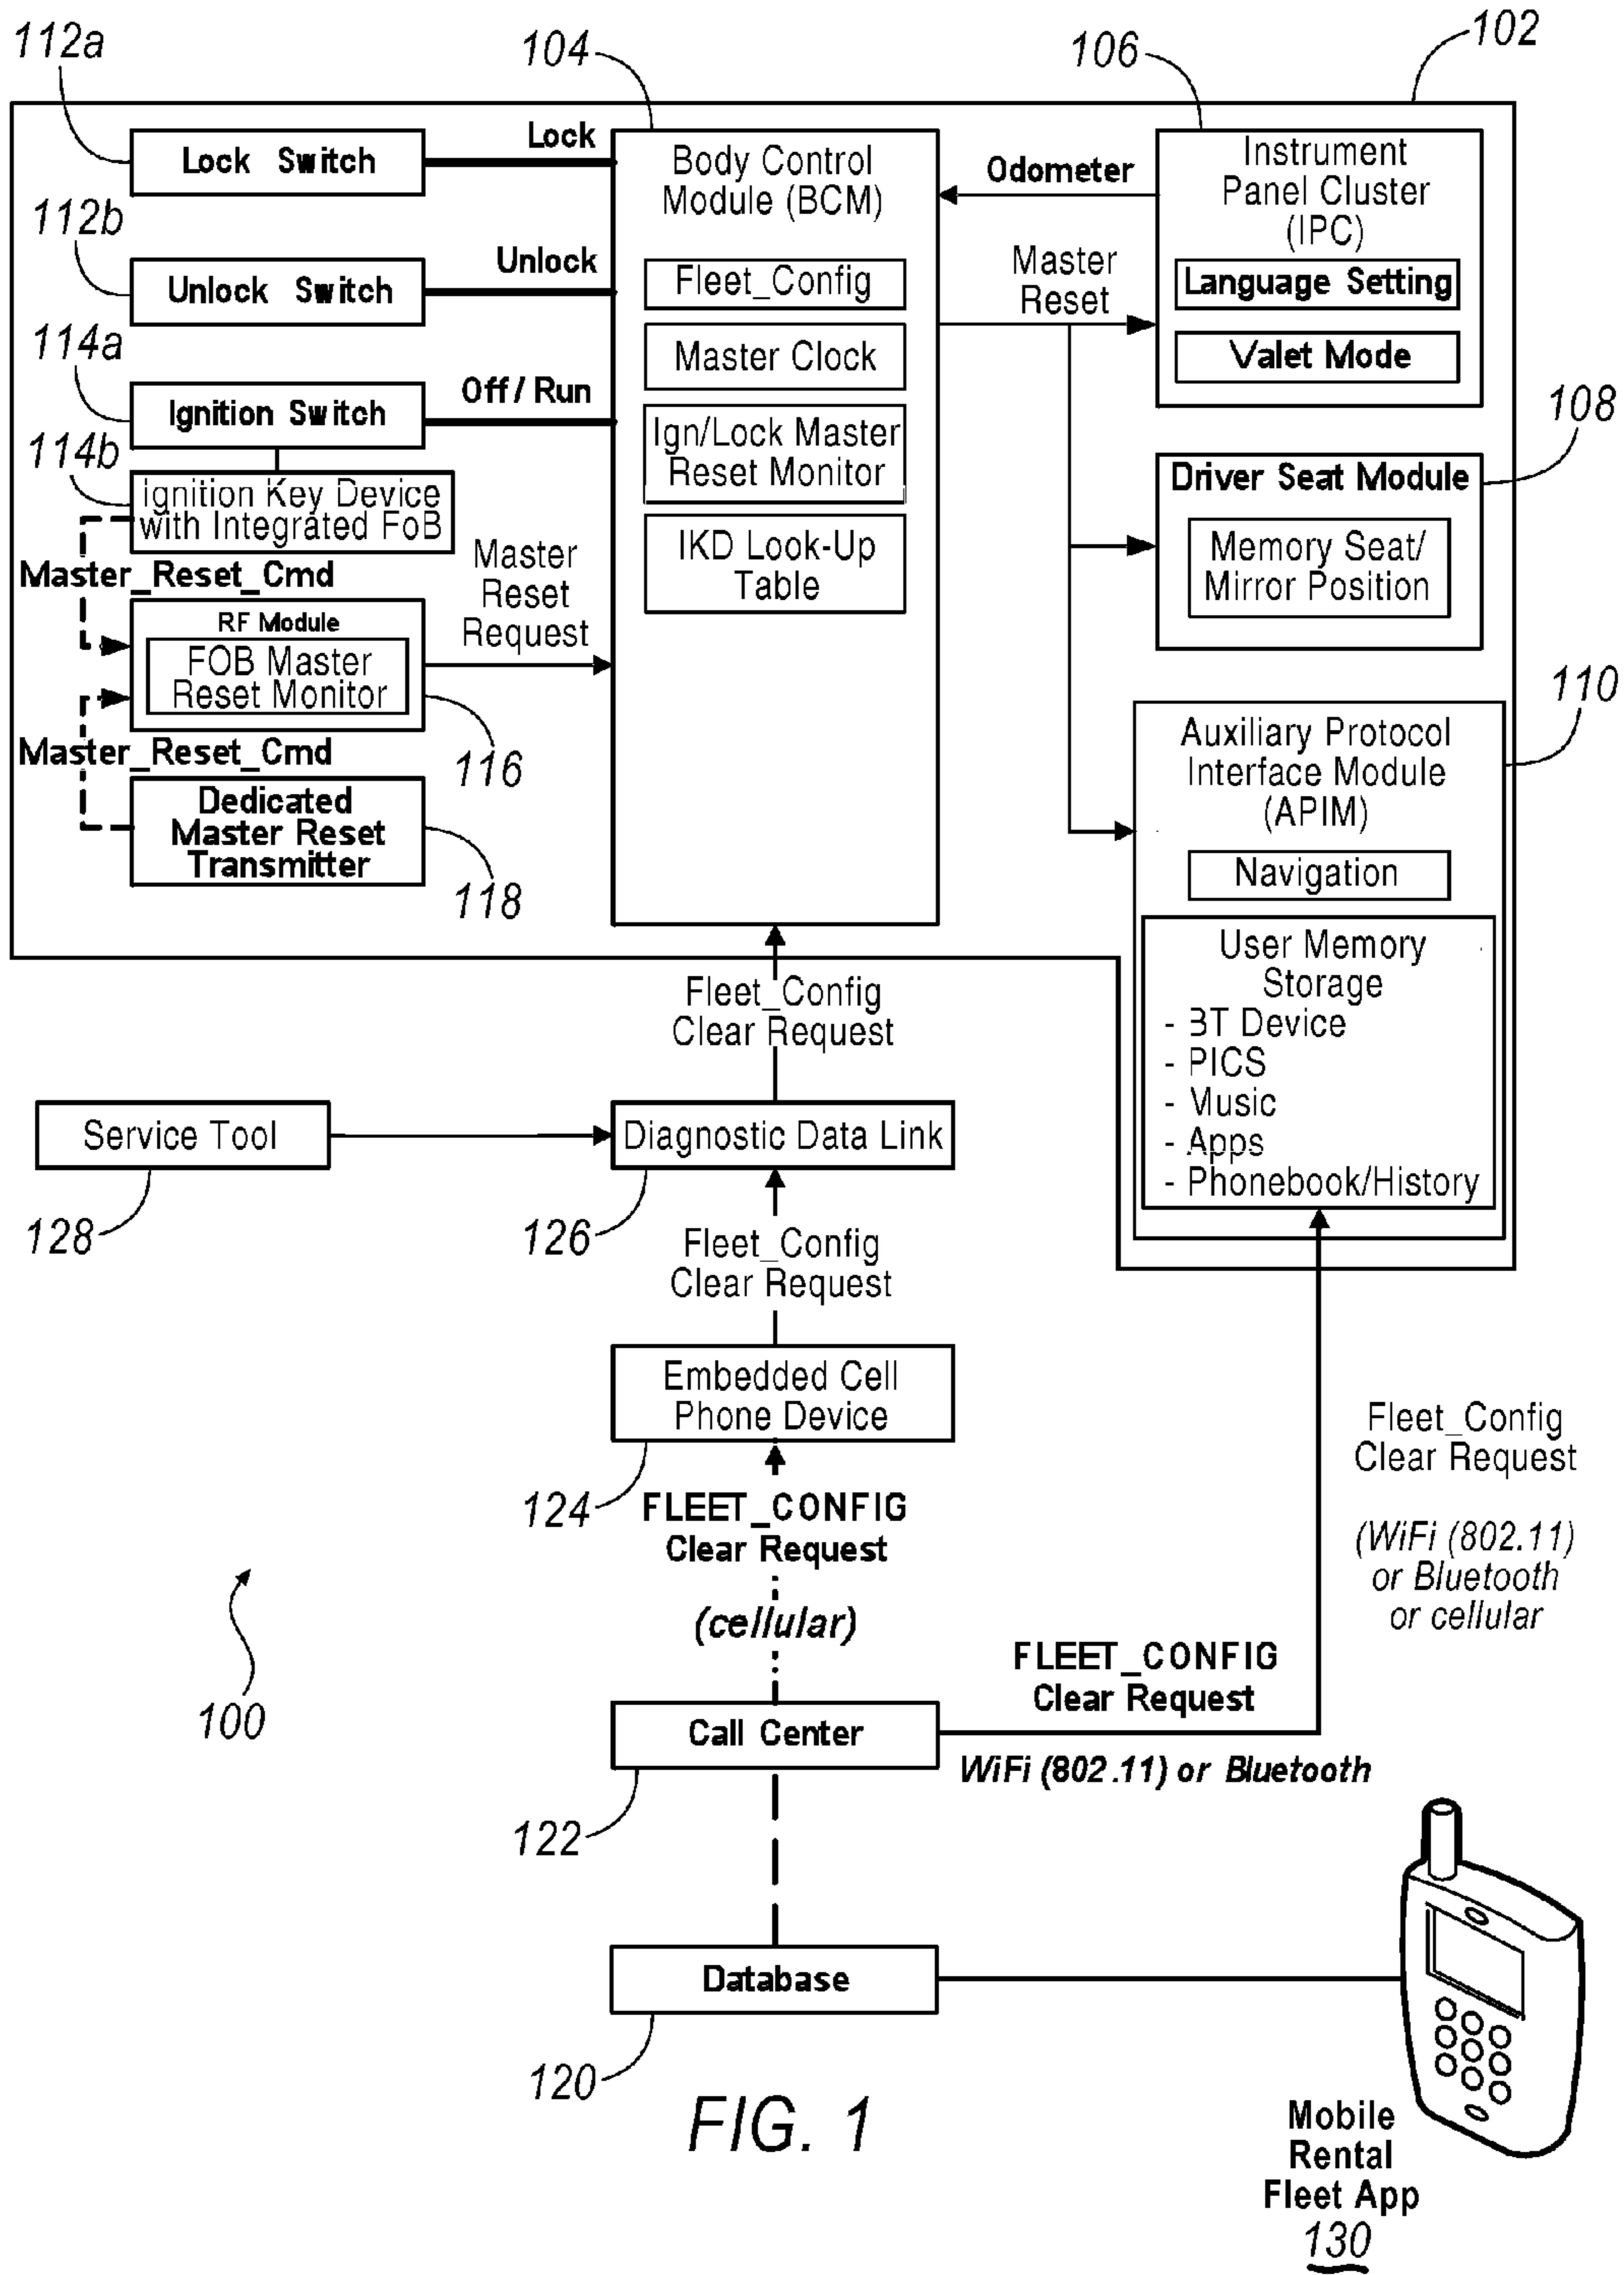 112a
104
106
102
Lock Switch
Lock
112b
Unlock Switch
Unlock
114a
Ignition Switch
Off / Run
114b
ignition Key Device
with Integrated FoB
Master_Reset_Cmd
RF Module
FOB Master
Reset Monitor
116
Master
Reset
Request
Master_Reset_Cmd
Dedicated
Master Reset
Transmitter
118
Body Control
Module (BCM)
Fleet_Config
Master Clock
Ign/Lock Master
Reset Monitor
IKD Look-Up
Table
Odometer
Master
Reset
Instrument
Panel Cluster
(IPC)
Language Setting
Valet Mode
108
Driver Seat Module
Memory Seat/
Mirror Position
110
Auxiliary Protocol
Interface Module
(APIM)
Navigation
User Memory
Storage
- BT Device
- PICS
- Music
- Apps
- Phonebook/History
Fleet_Config
Clear Request
Service Tool
128
Diagnostic Data Link
126
Fleet_Config
Clear Request
Embedded Cell
Phone Device
124
FLEET_CONFIG
Clear Request
(cellular)
Fleet_Config
Clear Request
(WiFi (802.11)
or Bluetooth
or cellular
100
Call Center
122
FLEET_CONFIG
Clear Request
WiFi (802.11) or Bluetooth
Database
120
FIG. 1
Mobile
Rental
Fleet App
130